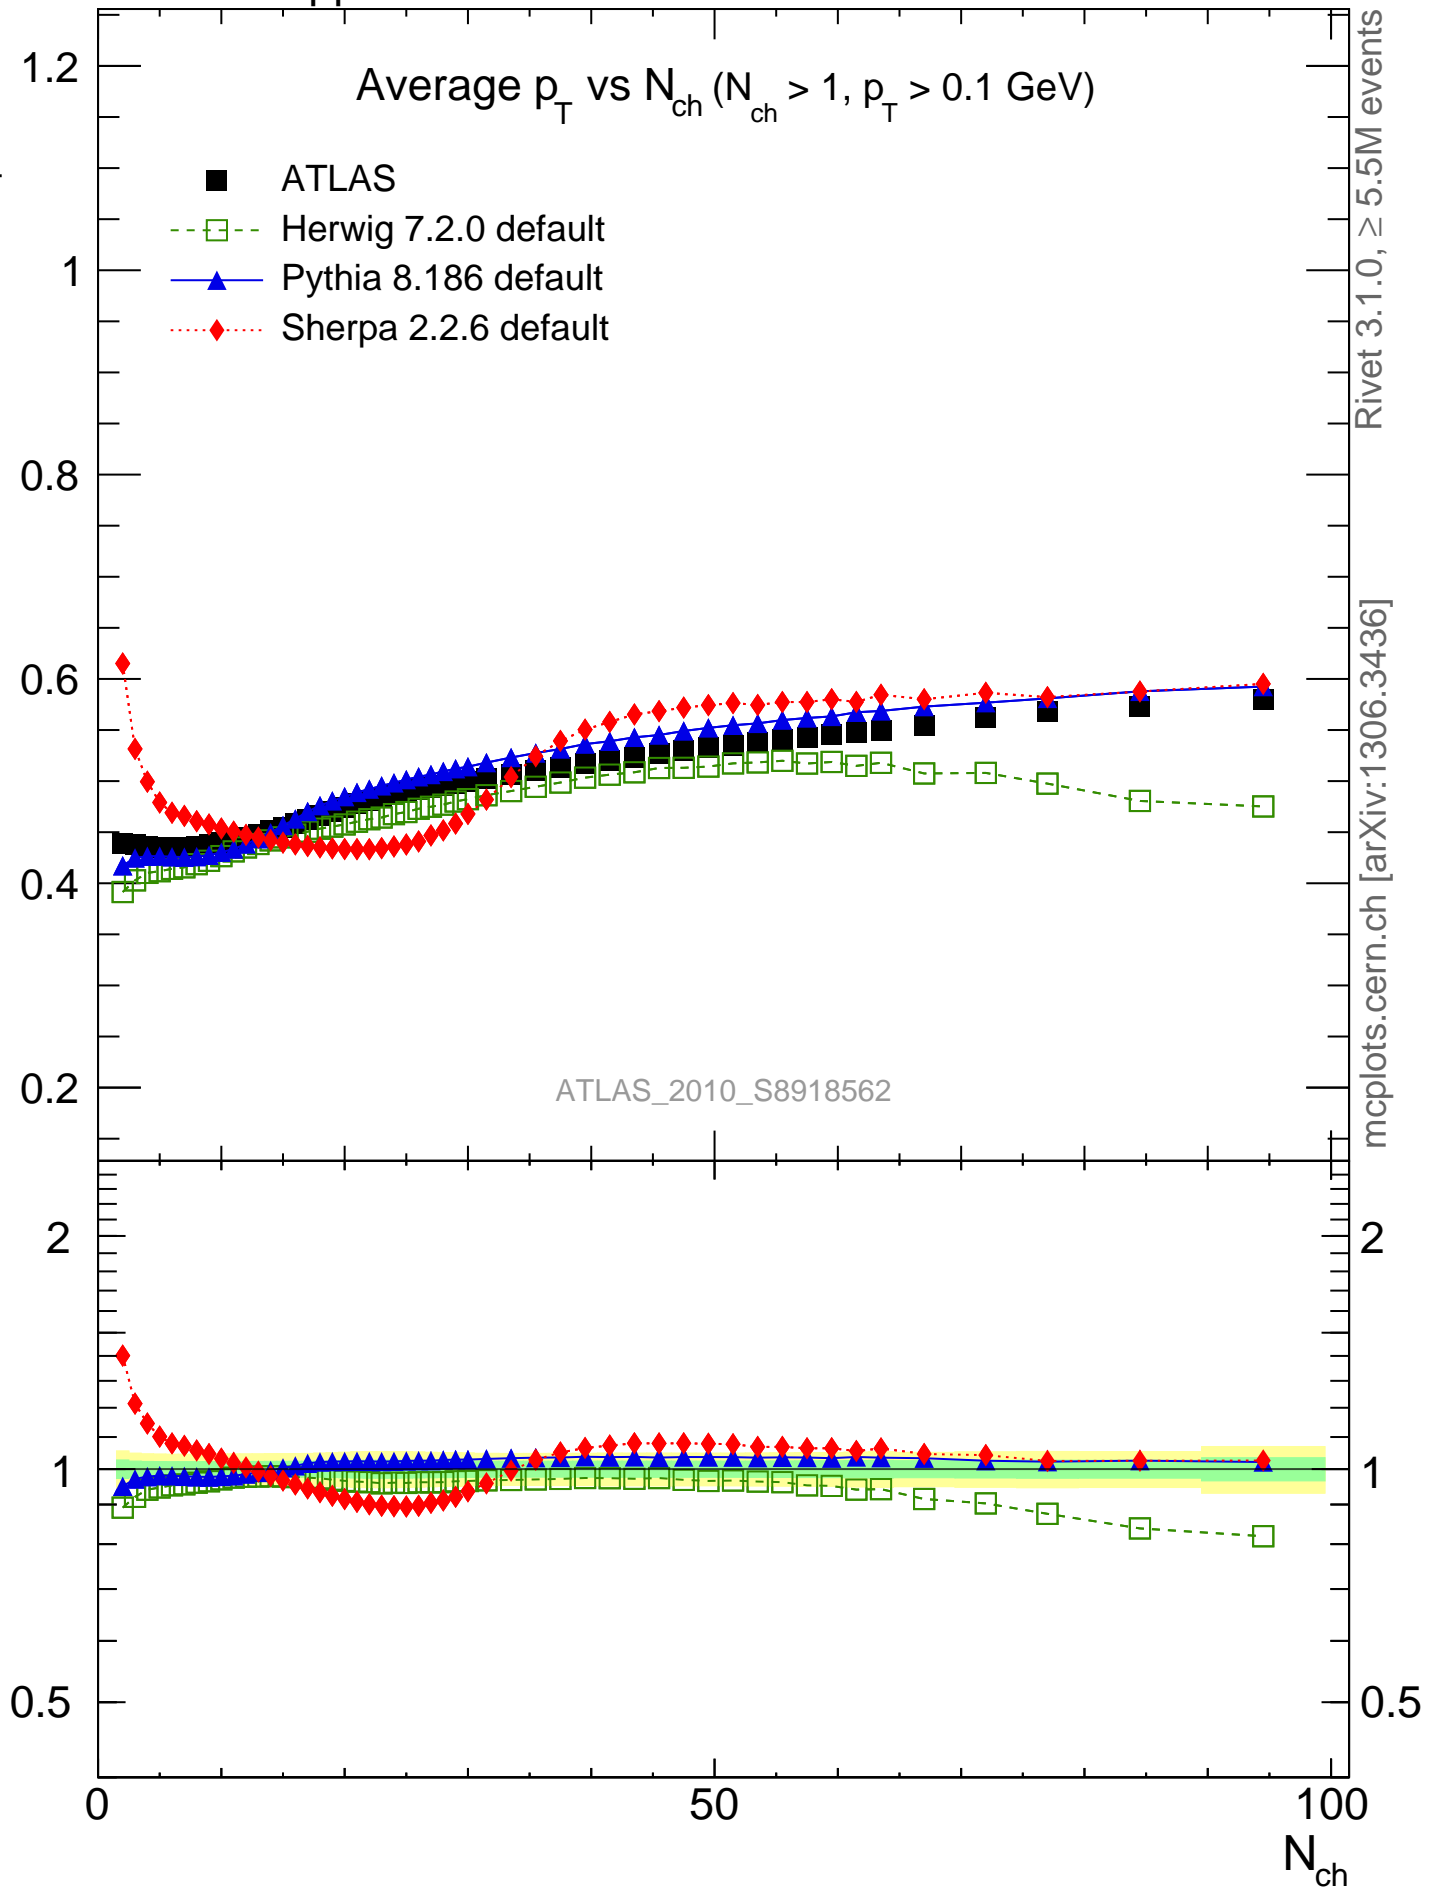 Average p_T vs N_ch (N_ch > 1, p_T > 0.1 GeV)
ATLAS
Herwig 7.2.0 default
Pythia 8.186 default
Sherpa 2.2.6 default
1.2
1
0.8
0.6
0.4
0.2
ATLAS_2010_S8918562
Rivet 3.1.0, ≥ 5.5M events
mcplots.cern.ch [arXiv:1306.3436]
2
1
0.5
2
1
0.5
0
50
100
N_ch